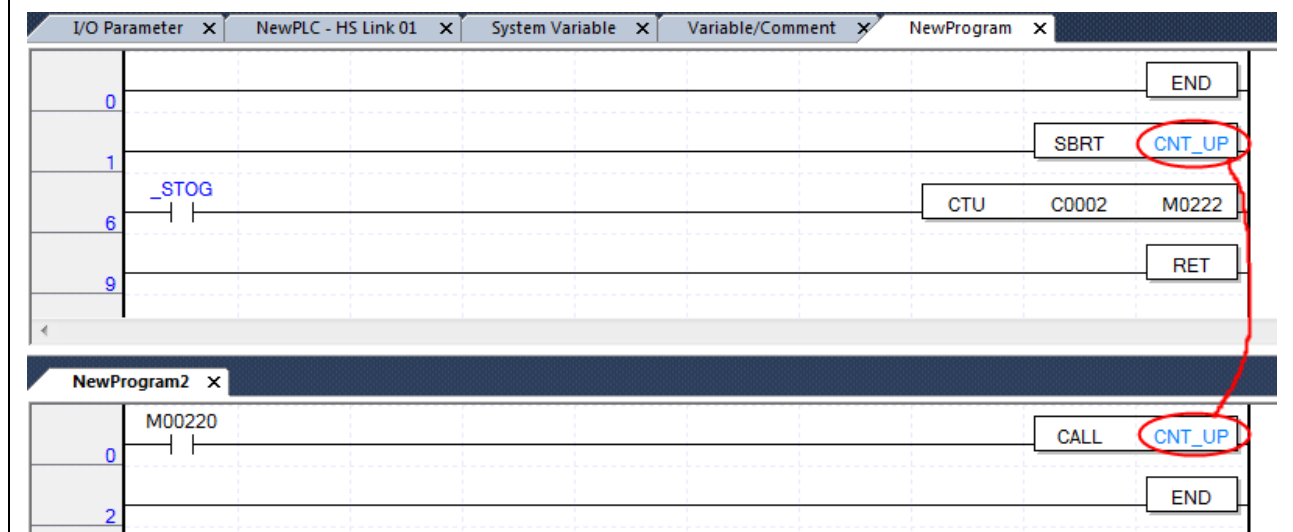 I/O Parameter x NewPLC - HS Link 01 x System Variable x Variable/Comment x NewProgram x
END
0
SBRT CNT_UP
1
_STOG
CTU C0002 M0222
6
RET
9
NewProgram2 x
M00220
CALL CNT_UP
0
END
2